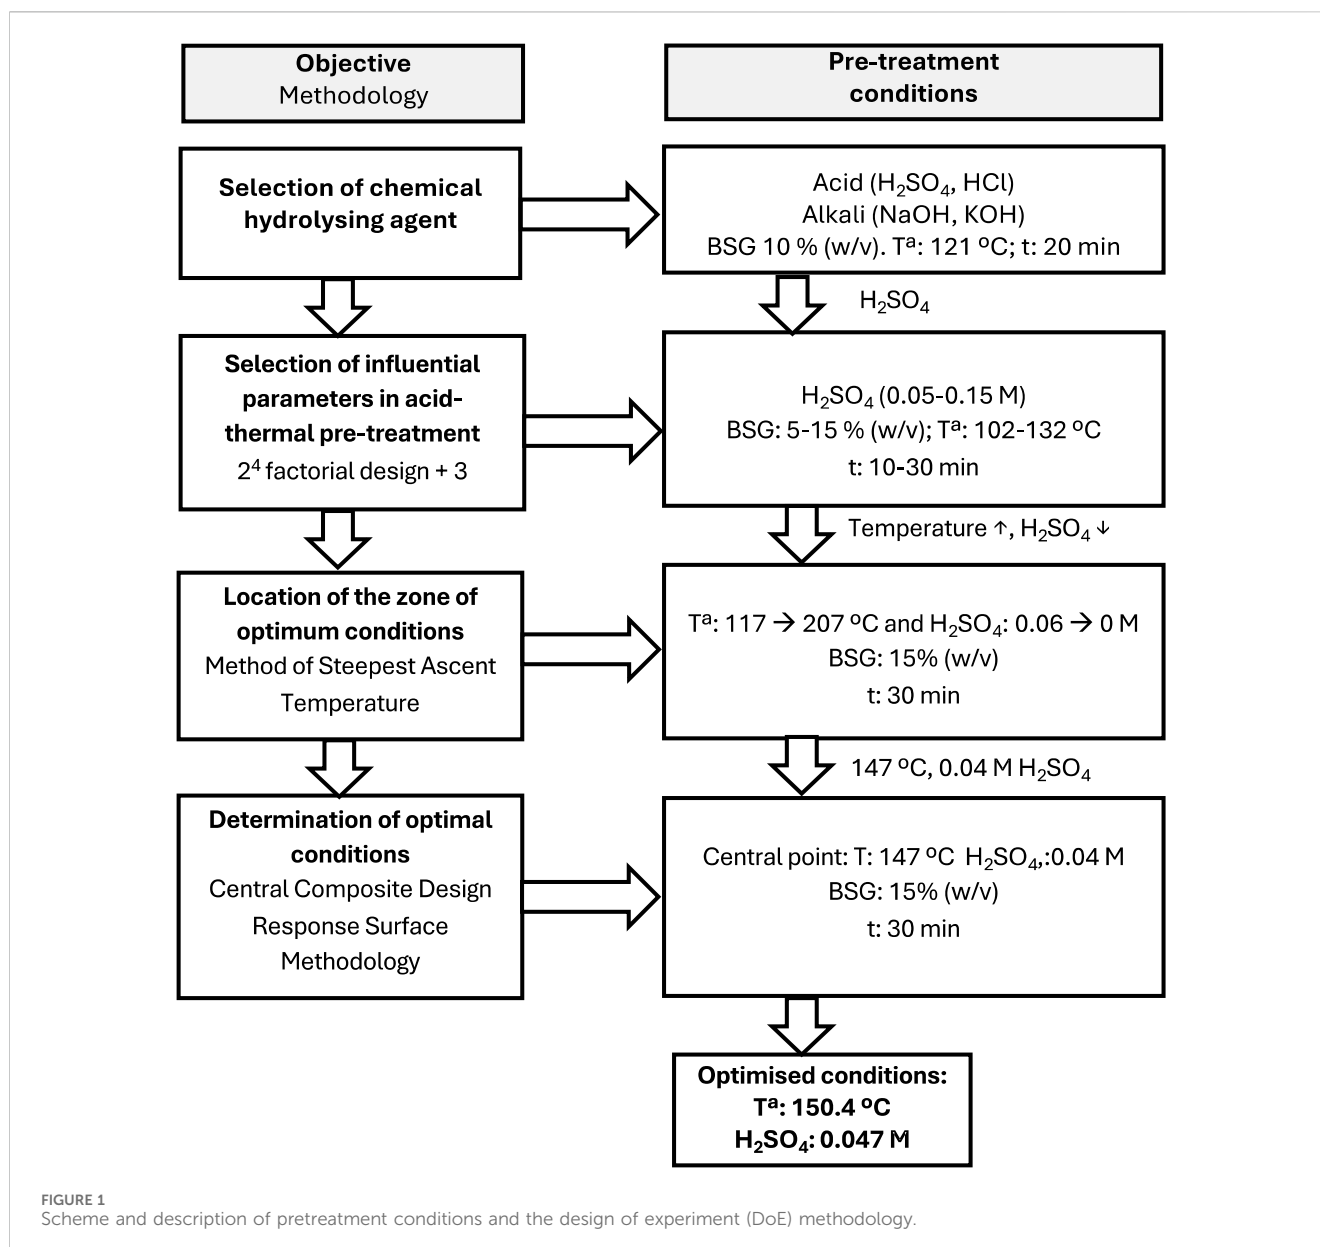 Objective
Methodology
Pre-treatment
conditions
Selection of chemical
hydrolysing agent
Acid (H₂SO₄, HCl)
Alkali (NaOH, KOH)
BSG 10 % (w/v). Tª: 121 ºC; t: 20 min
H₂SO₄
Selection of influential
parameters in acid-
thermal pre-treatment
2⁴ factorial design + 3
H₂SO₄ (0.05-0.15 M)
BSG: 5-15 % (w/v); Tª: 102-132 ºC
t: 10-30 min
Temperature ↑, H₂SO₄ ↓
Location of the zone of
optimum conditions
Method of Steepest Ascent
Temperature
Tª: 117 → 207 ºC and H₂SO₄: 0.06 → 0 M
BSG: 15% (w/v)
t: 30 min
147 ºC, 0.04 M H₂SO₄
Determination of optimal
conditions
Central Composite Design
Response Surface
Methodology
Central point: T: 147 ºC H₂SO₄,:0.04 M
BSG: 15% (w/v)
t: 30 min
Optimised conditions:
Tª: 150.4 ºC
H₂SO₄: 0.047 M
FIGURE 1
Scheme and description of pretreatment conditions and the design of experiment (DoE) methodology.